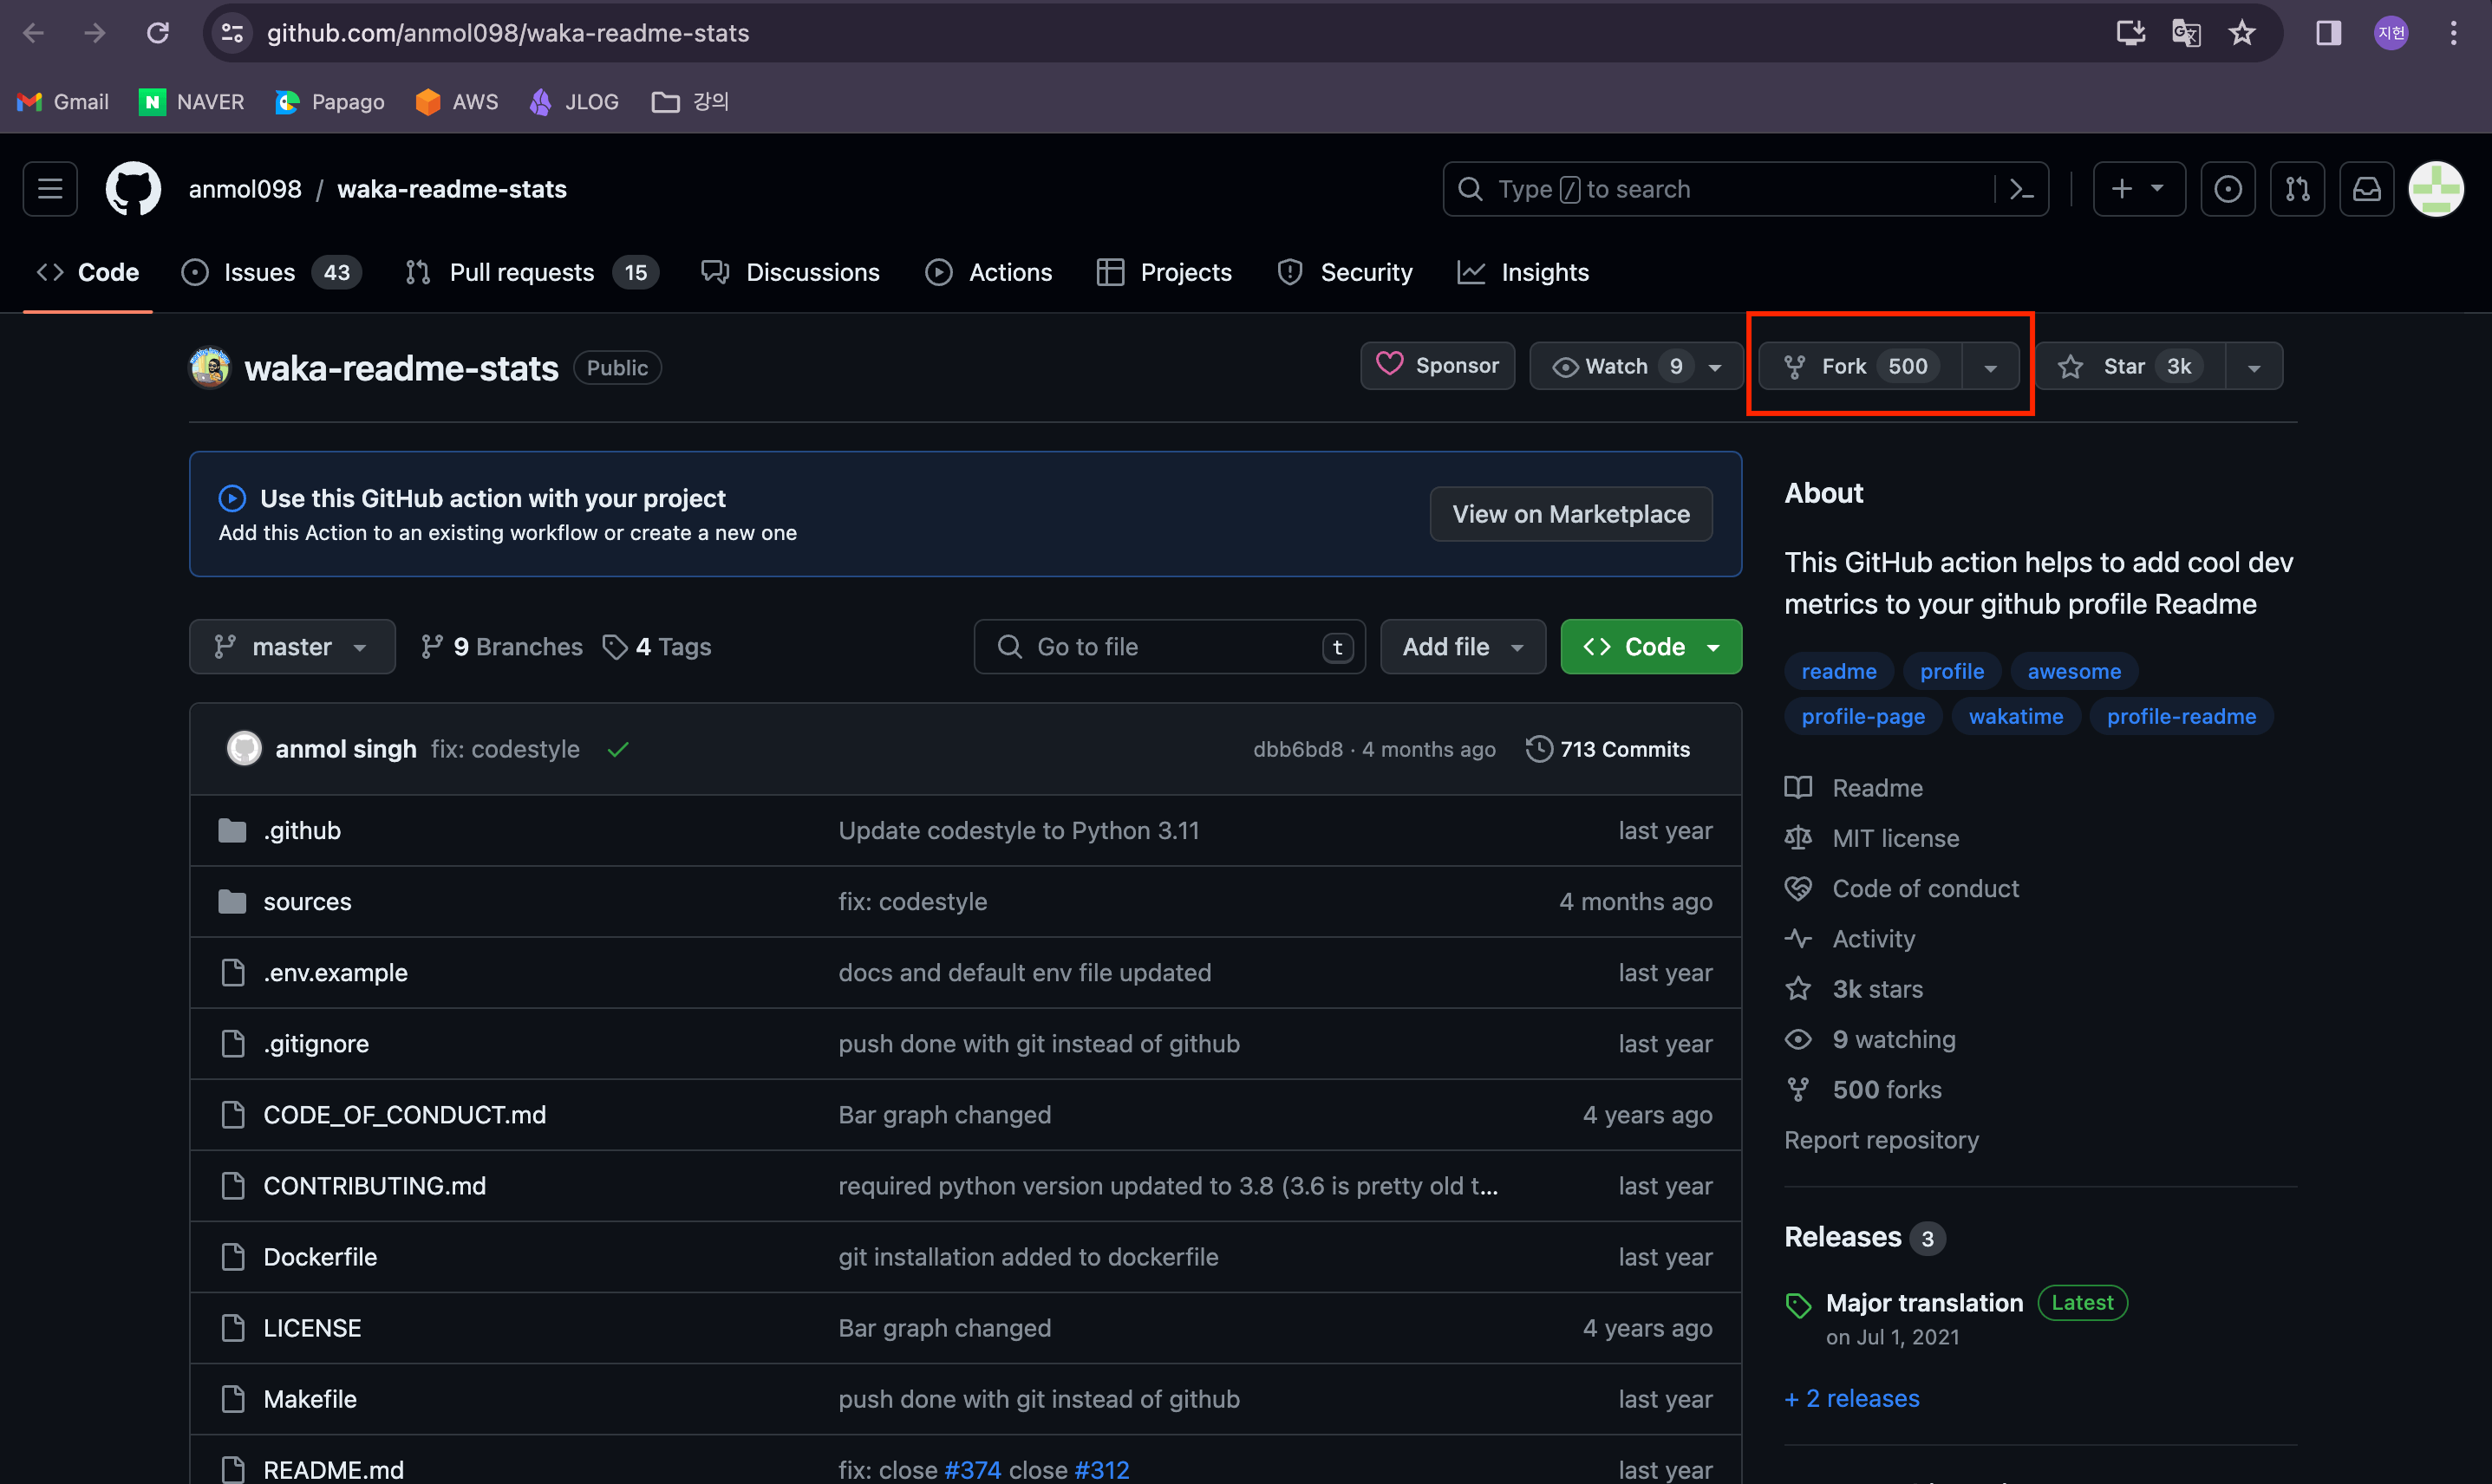 github.com/anmol098/waka-readme-stats
지헌
Gmail NAVER Papago AWS JLOG 강의
anmol098 / waka-readme-stats
Type / to search
Code Issues 43 Pull requests 15 Discussions Actions Projects Security Insights
waka-readme-stats Public
Sponsor Watch 9 Fork 500 Star 3k
Use this GitHub action with your project
Add this Action to an existing workflow or create a new one
View on Marketplace
master 9 Branches 4 Tags Go to file t Add file Code
anmol singh fix: codestyle dbb6bd8 · 4 months ago 713 Commits
.github Update codestyle to Python 3.11 last year
sources fix: codestyle 4 months ago
.env.example docs and default env file updated last year
.gitignore push done with git instead of github last year
CODE_OF_CONDUCT.md Bar graph changed 4 years ago
CONTRIBUTING.md required python version updated to 3.8 (3.6 is pretty old t... last year
Dockerfile git installation added to dockerfile last year
LICENSE Bar graph changed 4 years ago
Makefile push done with git instead of github last year
README.md fix: close #374 close #312 last year
About
This GitHub action helps to add cool dev
metrics to your github profile Readme
readme profile awesome
profile-page wakatime profile-readme
Readme
MIT license
Code of conduct
Activity
3k stars
9 watching
500 forks
Report repository
Releases 3
Major translation Latest
on Jul 1, 2021
+ 2 releases